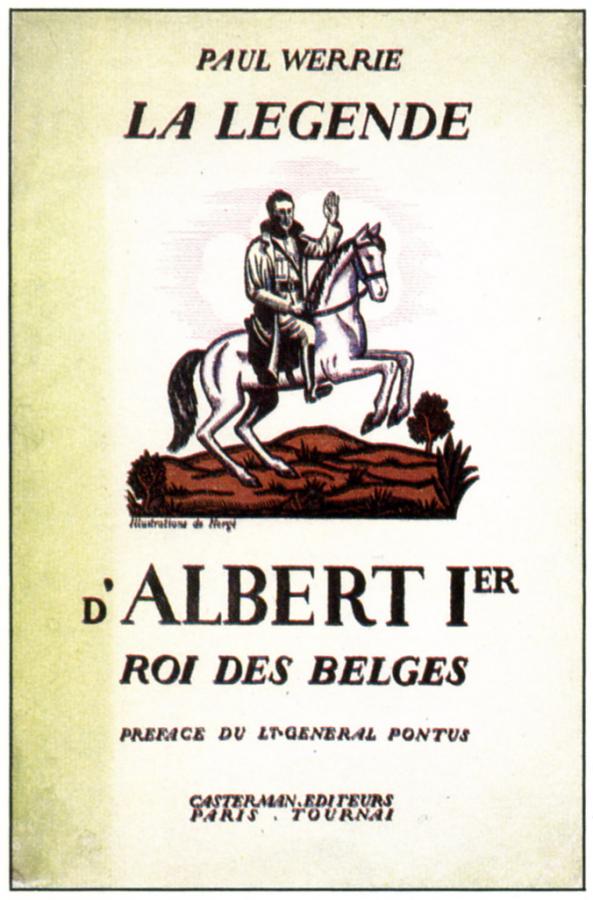 PAUL WERRIE
LA LEGENDE
Illustrations de Hergé
D'ALBERT IER
ROI DES BELGES
PREFACE DU LT-GENERAL PONTUS
CASTERMAN.EDITEURS
PARIS . TOURNAI